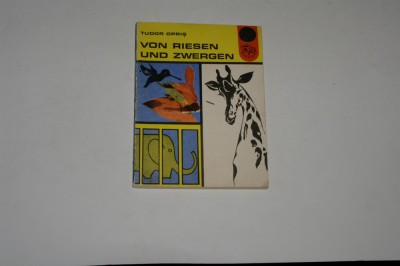 TUDOR OPRIȘ
VON RIESEN
UND ZWERGEN